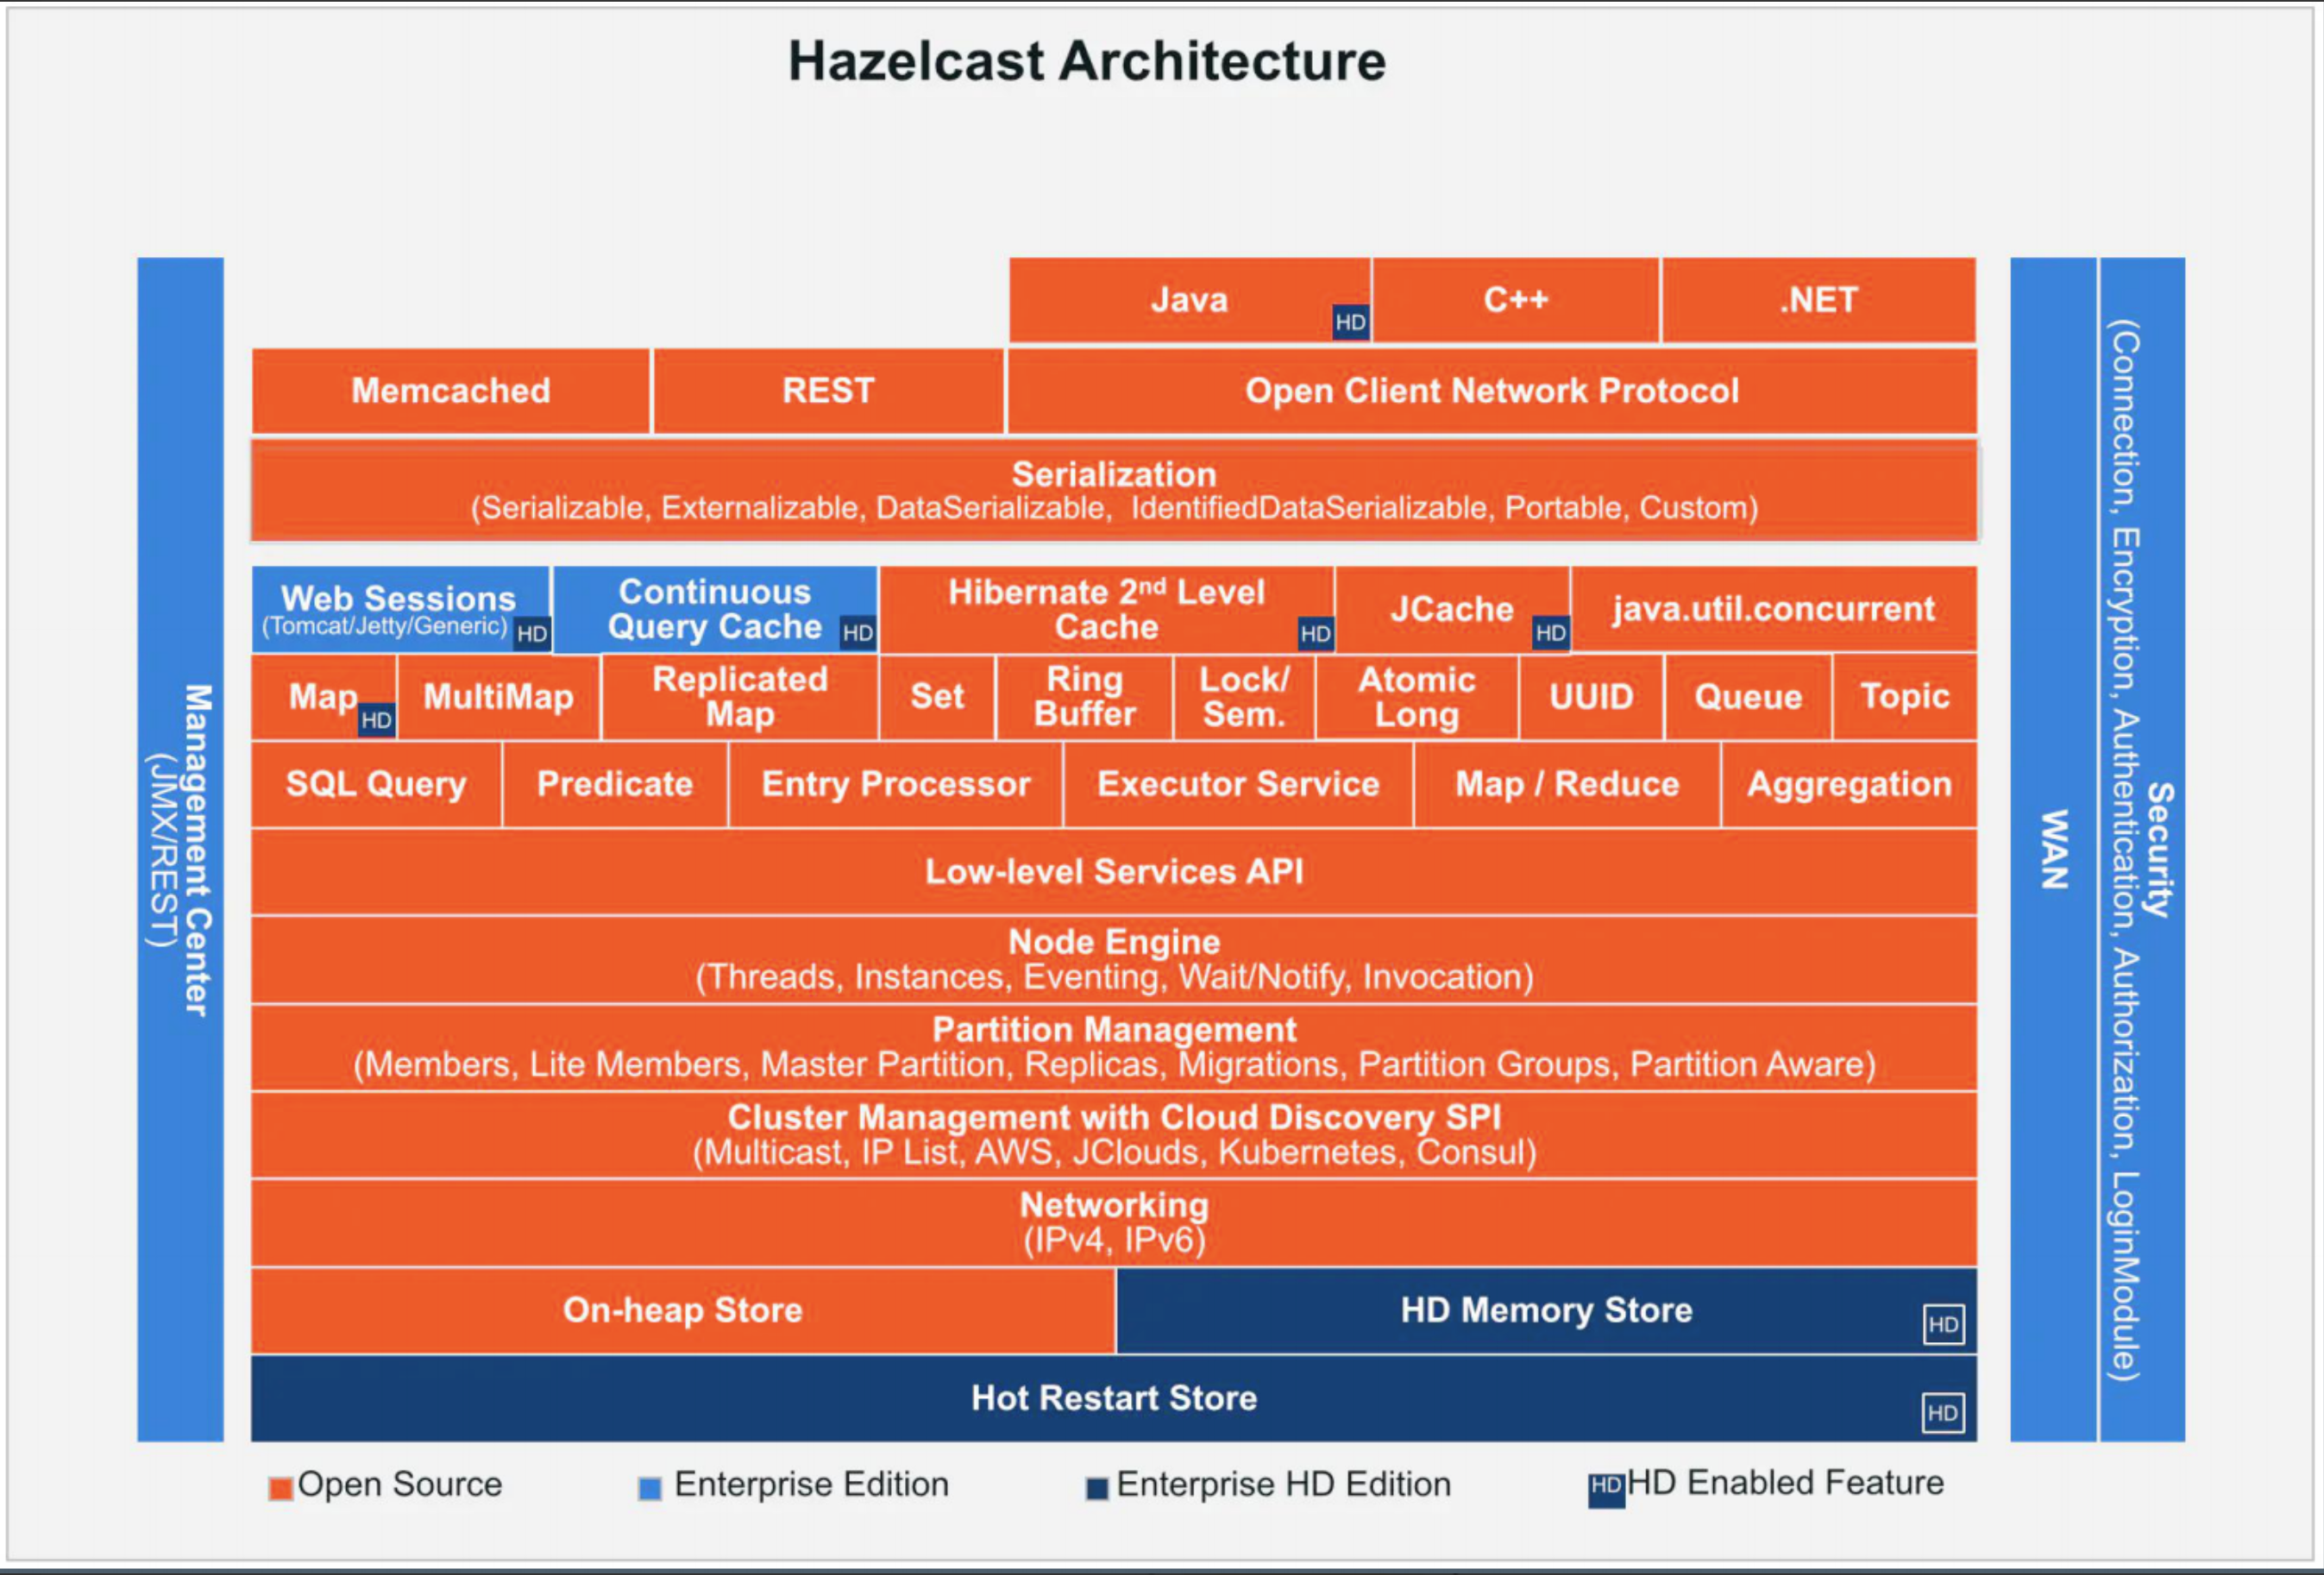 Hazelcast Architecture
Java
HD
C++
.NET
Memcached
REST
Open Client Network Protocol
Serialization
(Serializable, Externalizable, DataSerializable, IdentifiedDataSerializable, Portable, Custom)
Web Sessions
(Tomcat/Jetty/Generic)
HD
Continuous
Query Cache
HD
Hibernate 2nd Level
Cache
HD
JCache
HD
java.util.concurrent
Map
HD
MultiMap
Replicated
Map
Set
Ring
Buffer
Lock/
Sem.
Atomic
Long
UUID
Queue
Topic
SQL Query
Predicate
Entry Processor
Executor Service
Map / Reduce
Aggregation
Low-level Services API
Node Engine
(Threads, Instances, Eventing, Wait/Notify, Invocation)
Partition Management
(Members, Lite Members, Master Partition, Replicas, Migrations, Partition Groups, Partition Aware)
Cluster Management with Cloud Discovery SPI
(Multicast, IP List, AWS, JClouds, Kubernetes, Consul)
Networking
(IPv4, IPv6)
On-heap Store
HD Memory Store
HD
Hot Restart Store
HD
Management Center
(JMX/REST)
WAN
Security
(Connection, Encryption, Authentication, Authorization, LoginModule)
Open Source
Enterprise Edition
Enterprise HD Edition
HD
HD Enabled Feature